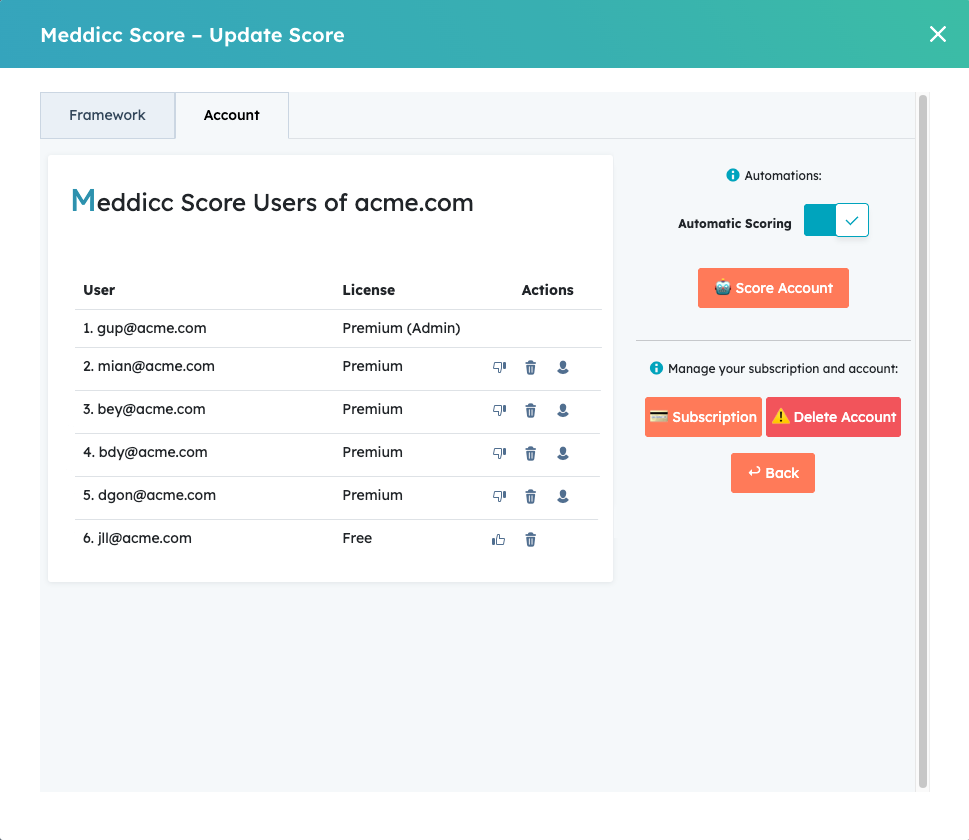 Meddicc Score – Update Score
Framework
Account
Meddicc Score Users of acme.com
User License Actions
1. gup@acme.com Premium (Admin)
2. mian@acme.com Premium
3. bey@acme.com Premium
4. bdy@acme.com Premium
5. dgon@acme.com Premium
6. jll@acme.com Free
Automations:
Automatic Scoring
Score Account
Manage your subscription and account:
Subscription
Delete Account
Back